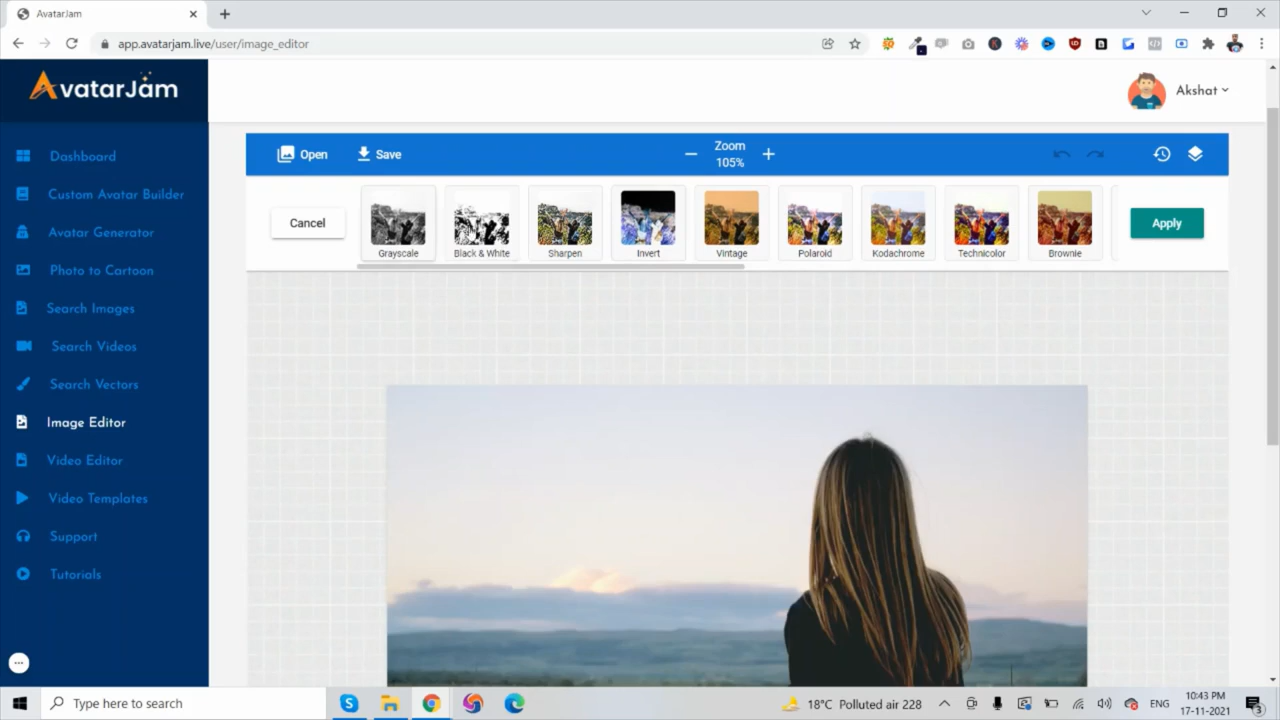 AvatarJam
app.avatarjam.live/user/image_editor
AvatarJam
Akshat
Dashboard
Custom Avatar Builder
Avatar Generator
Photo to Cartoon
Search Images
Search Videos
Search Vectors
Image Editor
Video Editor
Video Templates
Support
Tutorials
Open
Save
Zoom
105%
Cancel
Grayscale
Black & White
Sharpen
Invert
Vintage
Polaroid
Kodachrome
Technicolor
Brownie
Apply
Type here to search
18°C Polluted air 228
ENG
10:43 PM
17-11-2021
3